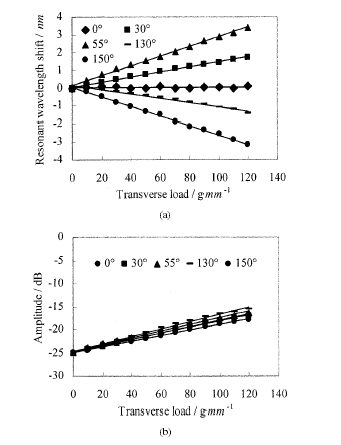 4
3
2
1
0
-1
-2
-3
-4
Resonant wavelength shift / nm
◆ 0° ■ 30°
▲ 55° – 130°
● 150°
0 20 40 60 80 100 120 140
Transverse load / g·mm⁻¹
(a)
0
-5
-10
-15
-20
-25
-30
Amplitude / dB
● 0° ■ 30° ▲ 55° – 130° ● 150°
0 20 40 60 80 100 120 140
Transverse load / g·mm⁻¹
(b)